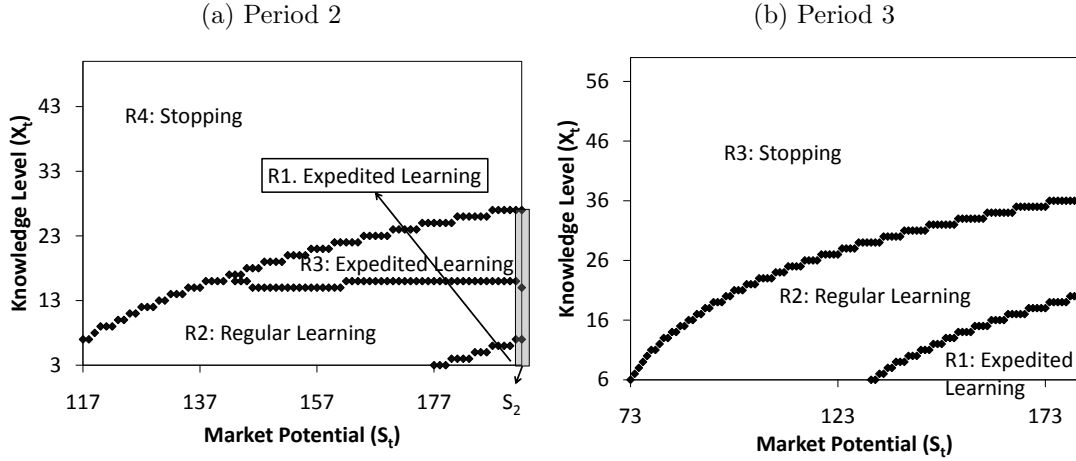 (a) Period 2
Knowledge Level (Xt)
43
33
23
13
3
R4: Stopping
R1. Expedited Learning
R3: Expedited Learning
R2: Regular Learning
117 137 157 177 S2
Market Potential (St)
(b) Period 3
Knowledge Level (Xt)
56
46
36
26
16
6
R3: Stopping
R2: Regular Learning
R1: Expedited
Learning
73 123 173
Market Potential (St)